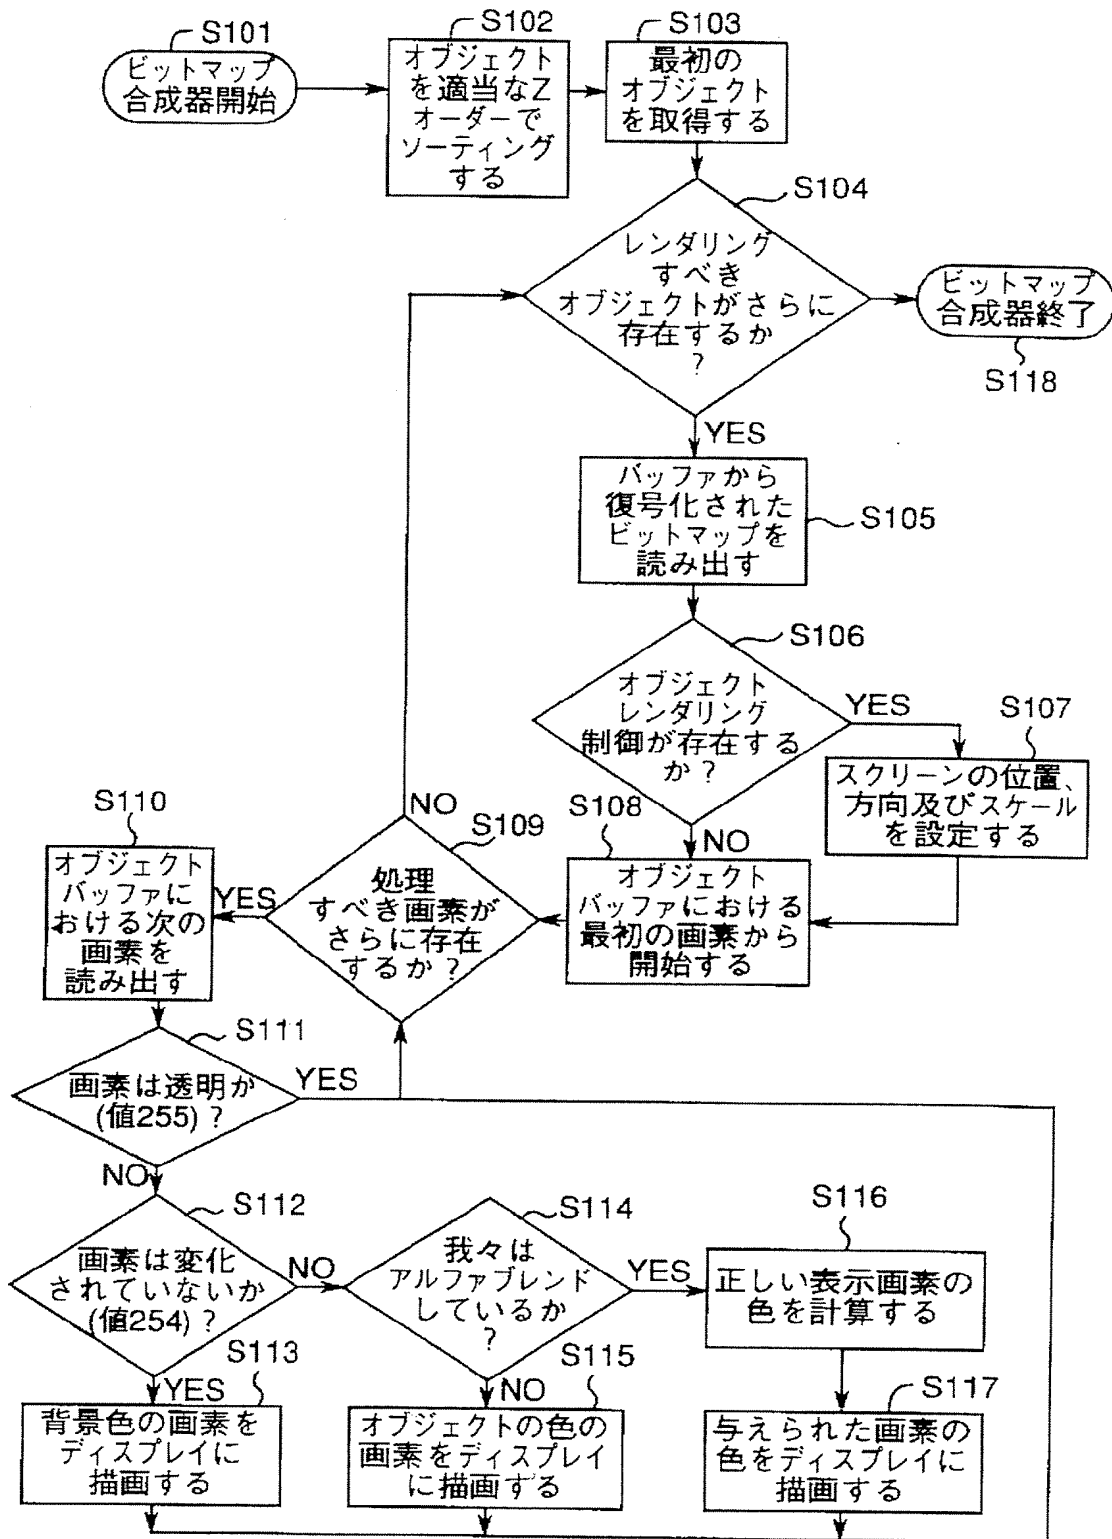 S101
ビットマップ
合成器開始
S102
オブジェクト
を適当なZ
オーダーで
ソーティング
する
S103
最初の
オブジェクト
を取得する
S104
レンダリング
すべき
オブジェクトがさらに
存在するか
?
ビットマップ
合成器終了
S118
YES
バッファから
復号化された
ビットマップを
読み出す
S105
S106
オブジェクト
レンダリング
制御が存在する
か?
YES
S107
スクリーンの位置、
方向及びスケール
を設定する
NO
S108
オブジェクト
バッファにおける
最初の画素から
開始する
S109
処理
すべき画素が
さらに存在
するか?
NO
YES
S110
オブジェクト
バッファに
おける次の
画素を
読み出す
S111
画素は透明か
(値255)?
YES
NO
S112
画素は変化
されていないか
(値254)?
NO
S114
我々は
アルファブレンド
しているか
?
YES
S116
正しい表示画素の
色を計算する
S113
YES
背景色の画素を
ディスプレイに
描画する
S115
NO
オブジェクトの色の
画素をディスプレイ
に描画する
S117
与えられた画素の
色をディスプレイに
描画する